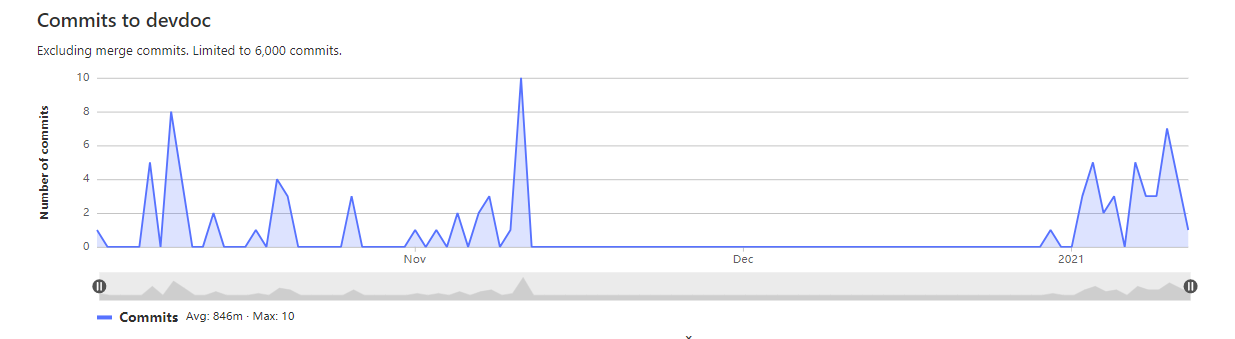 Commits to devdoc
Excluding merge commits. Limited to 6,000 commits.
Number of commits
10
8
6
4
2
0
Nov
Dec
2021
Commits Avg: 846m · Max: 10